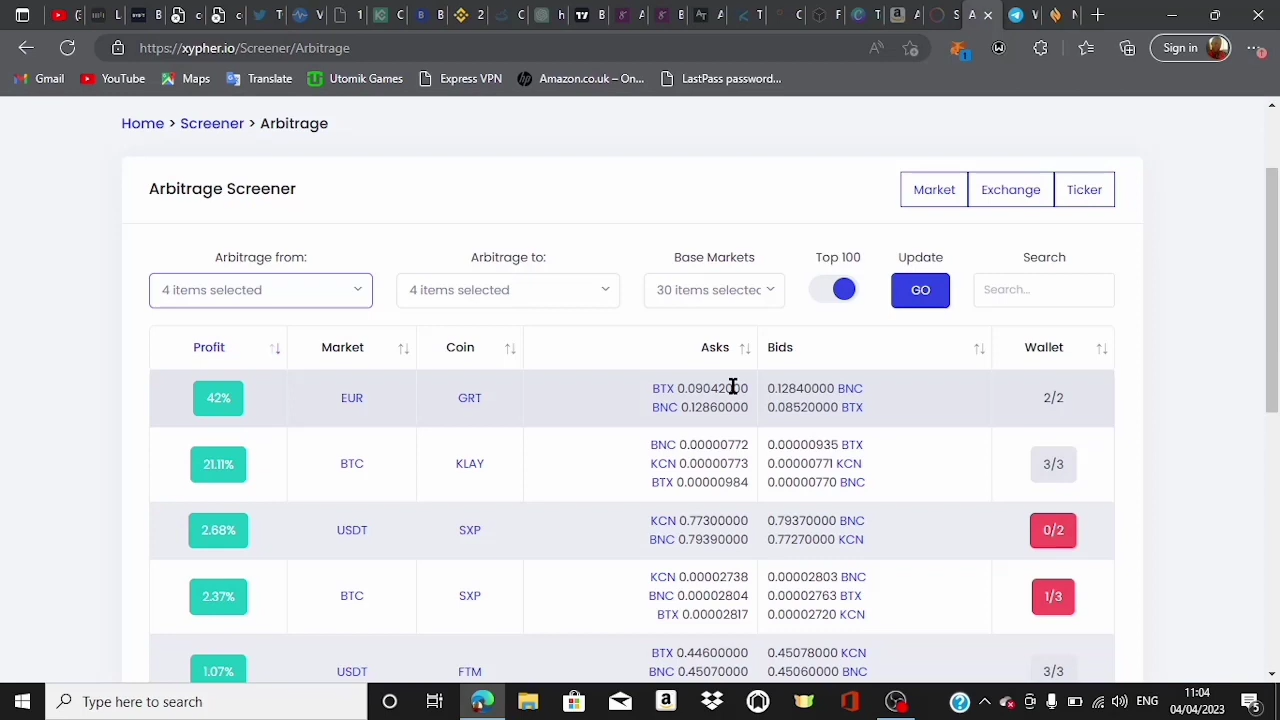 https://xypher.io/Screener/Arbitrage
Sign in
Gmail
YouTube
Maps
Translate
Utomik Games
Express VPN
Amazon.co.uk – On...
LastPass password...
Home > Screener > Arbitrage
Arbitrage Screener
Market Exchange Ticker
Arbitrage from: Arbitrage to: Base Markets Top 100 Update Search
4 items selected 4 items selected 30 items selected GO Search...
Profit Market Coin Asks Bids Wallet
42% EUR GRT
BTX 0.09042000 0.12840000 BNC
BNC 0.12860000 0.08520000 BTX
2/2
21.11% BTC KLAY
BNC 0.00000772 0.00000935 BTX
KCN 0.00000773 0.00000771 KCN
BTX 0.00000984 0.00000770 BNC
3/3
2.68% USDT SXP
KCN 0.77300000 0.79370000 BNC
BNC 0.79390000 0.77270000 KCN
0/2
2.37% BTC SXP
KCN 0.00002738 0.00002803 BNC
BNC 0.00002804 0.00002763 BTX
BTX 0.00002817 0.00002720 KCN
1/3
1.07% USDT FTM
BTX 0.44600000 0.45078000 KCN
BNC 0.45070000 0.45060000 BNC
3/3
Type here to search
ENG
11:04
04/04/2023
5